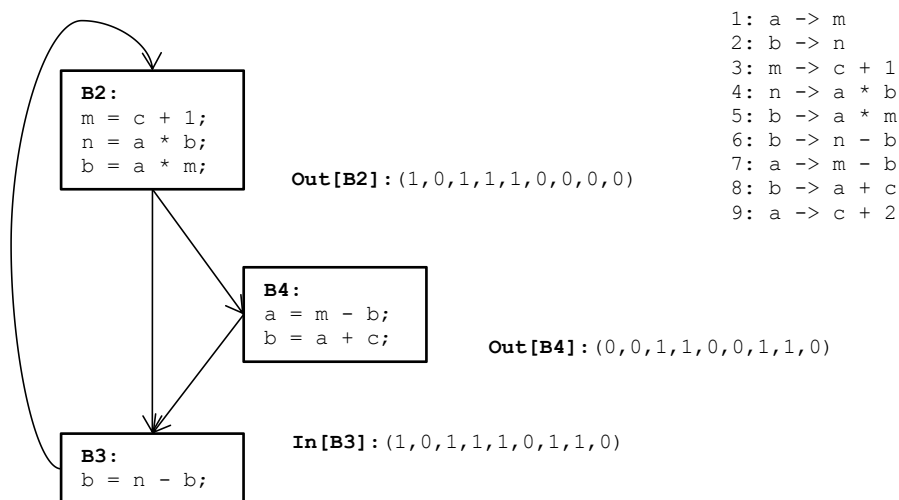 1: a -> m
2: b -> n
3: m -> c + 1
4: n -> a * b
5: b -> a * m
6: b -> n - b
7: a -> m - b
8: b -> a + c
9: a -> c + 2
B2:
m = c + 1;
n = a * b;
b = a * m;
Out[B2]:(1,0,1,1,1,0,0,0,0)
B4:
a = m - b;
b = a + c;
Out[B4]:(0,0,1,1,0,0,1,1,0)
In[B3]:(1,0,1,1,1,0,1,1,0)
B3:
b = n - b;